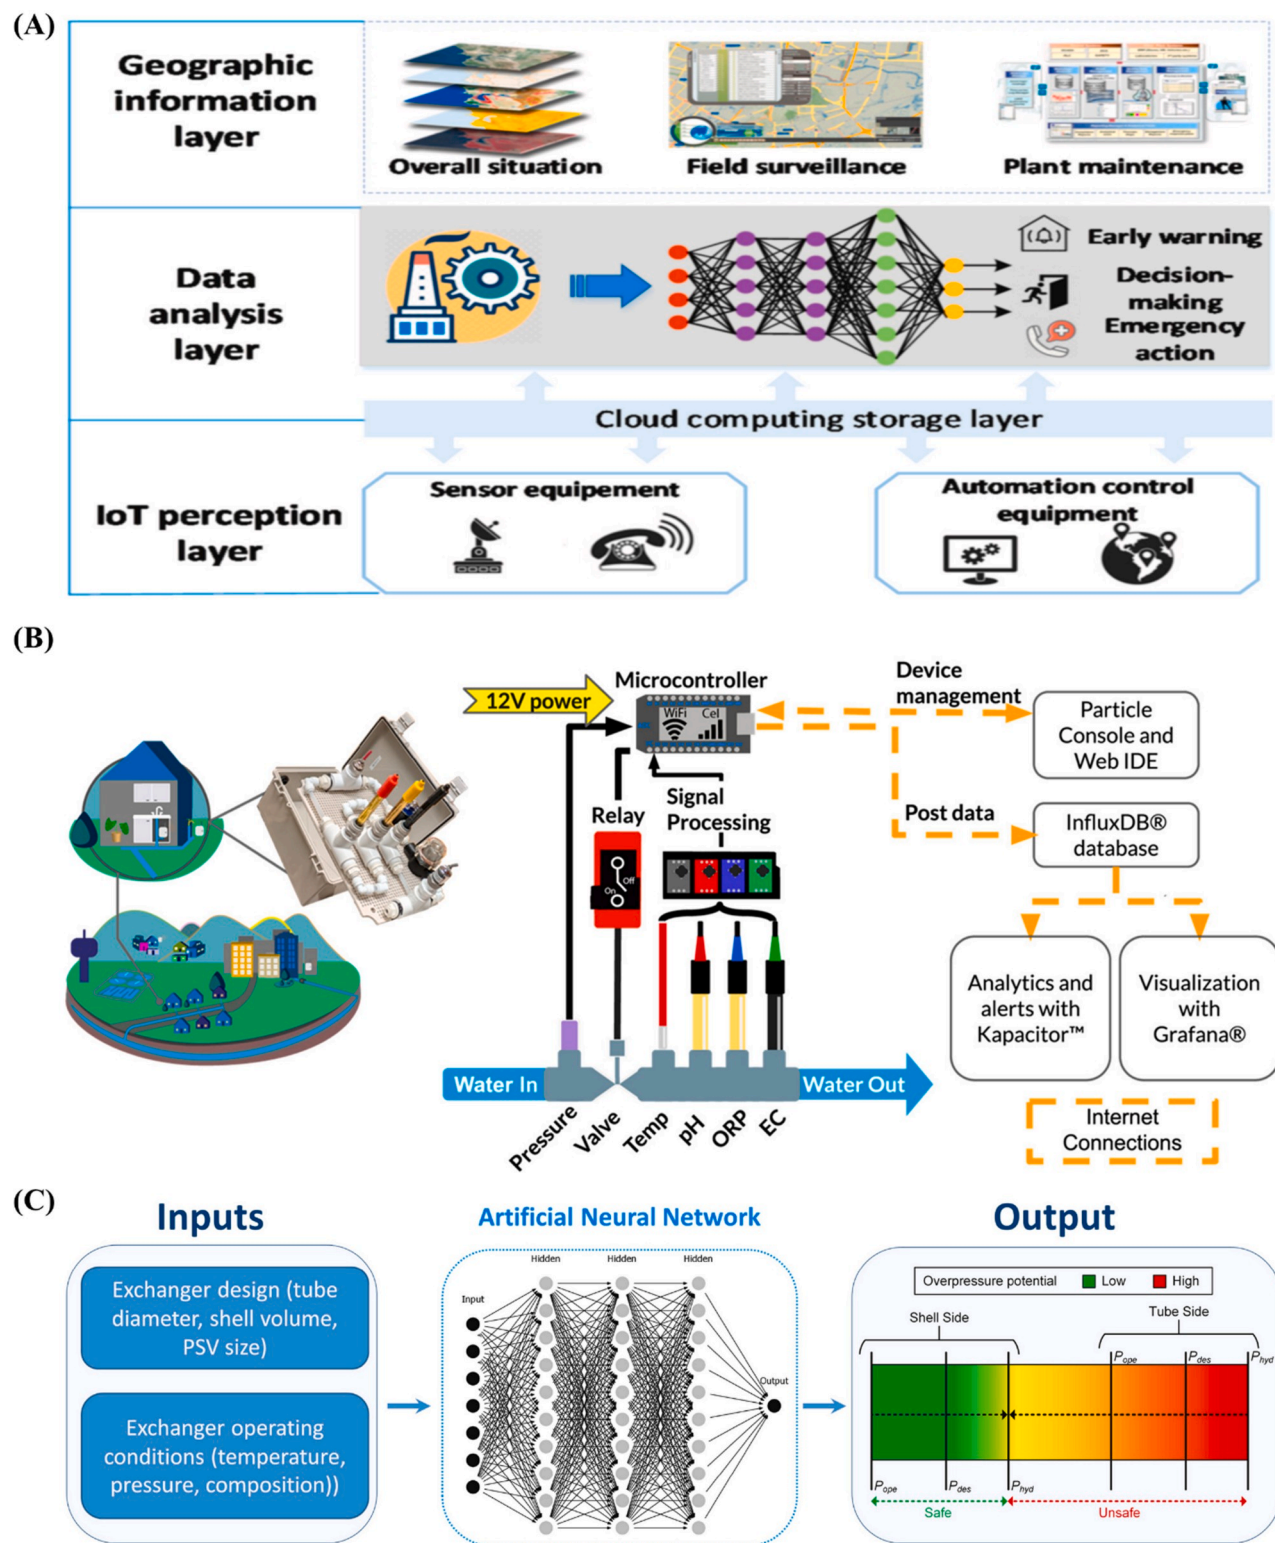 (A)
Geographic
information
layer
Overall situation
Field surveillance
Plant maintenance
Data
analysis
layer
Early warning
Decision-
making
Emergency
action
Cloud computing storage layer
IoT perception
layer
Sensor equipement
Automation control
equipment
(B)
12V power
Microcontroller
WiFi
Cel
Device
management
Particle
Console and
Web IDE
Relay
Off
On
Signal
Processing
Post data
InfluxDB®
database
Analytics and
alerts with
Kapacitor™
Visualization
with
Grafana®
Water In
Water Out
Pressure
Valve
Temp
pH
ORP
EC
Internet
Connections
(C)
Inputs
Artificial Neural Network
Output
Exchanger design (tube
diameter, shell volume,
PSV size)
Exchanger operating
conditions (temperature,
pressure, composition))
Hidden
Hidden
Hidden
Input
Output
Overpressure potential
Low
High
Shell Side
Tube Side
Pope
Pdes
Phyd
Pope
Pdes
Phyd
Safe
Unsafe